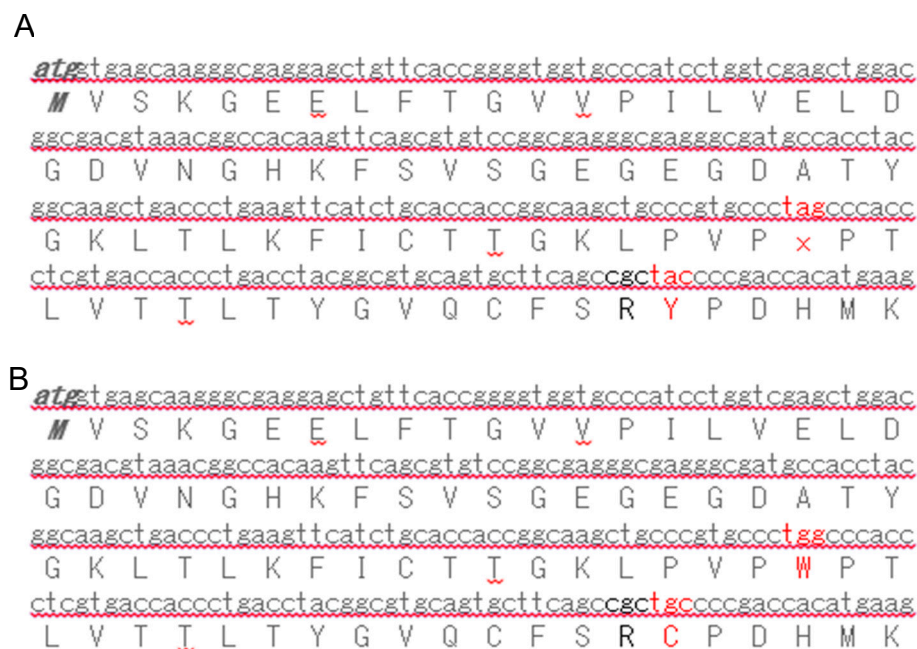 A
atggtgagcaagggcgaggagctgttcaccggggtggtgcccatcctggtcgagctggac
M V S K G E E L F T G V V P I L V E L D
ggcgacgtaaacggccacaagttcagcgtgtccggcgagggcgagggcgatgccacctac
G D V N G H K F S V S G E G E G D A T Y
ggcaagctgaccctgaagttcatctgcaccaccggcaagctgcccgtgccctagcccacc
G K L T L K F I C T T G K L P V P × P T
ctcgtgaccaccctgacctacggcgtgcagtgcttcagccgctaccccgaccacatgaag
L V T T L T Y G V Q C F S R Y P D H M K
B
atggtgagcaagggcgaggagctgttcaccggggtggtgcccatcctggtcgagctggac
M V S K G E E L F T G V V P I L V E L D
ggcgacgtaaacggccacaagttcagcgtgtccggcgagggcgagggcgatgccacctac
G D V N G H K F S V S G E G E G D A T Y
ggcaagctgaccctgaagttcatctgcaccaccggcaagctgcccgtgccctggcccacc
G K L T L K F I C T T G K L P V P W P T
ctcgtgaccaccctgacctacggcgtgcagtgcttcagccgctgccccgaccacatgaag
L V T T L T Y G V Q C F S R C P D H M K